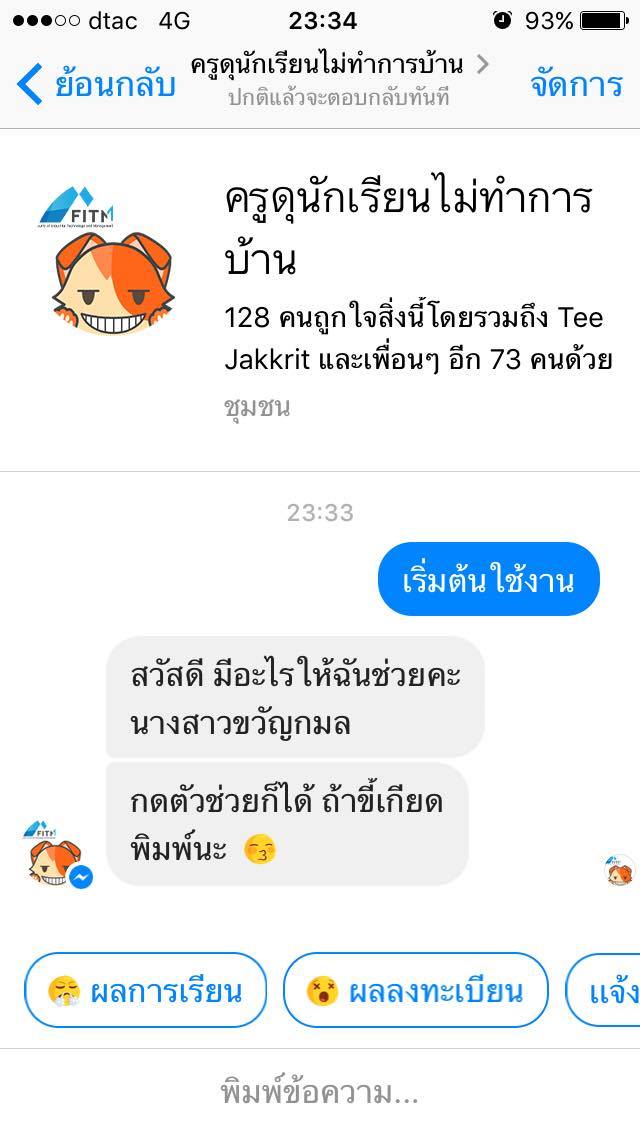 dtac 4G 23:34 93%
ย้อนกลับ ครูดุนักเรียนไม่ทำการบ้าน จัดการ
ปกติแล้วจะตอบกลับทันที
FITM
ครูดุนักเรียนไม่ทำการ
บ้าน
128 คนถูกใจสิ่งนี้โดยรวมถึง Tee
Jakkrit และเพื่อนๆ อีก 73 คนด้วย
ชุมชน
23:33
เริ่มต้นใช้งาน
สวัสดี มีอะไรให้ฉันช่วยคะ
นางสาวขวัญกมล
กดตัวช่วยก็ได้ ถ้าขี้เกียด
พิมพ์นะ 😚
FITM
😤 ผลการเรียน
😵 ผลลงทะเบียน
แจ้ง
พิมพ์ข้อความ...